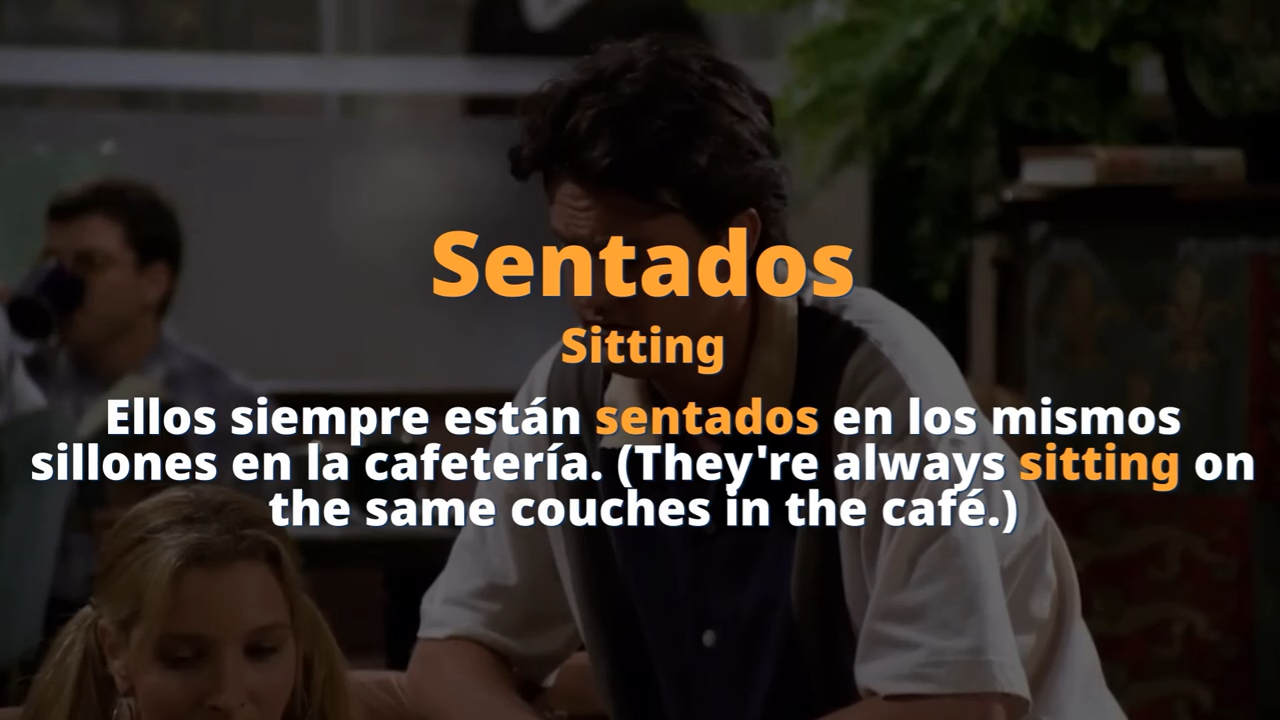 Sentados
Sitting
Ellos siempre están sentados en los mismos
sillones en la cafetería. (They're always sitting on
the same couches in the café.)